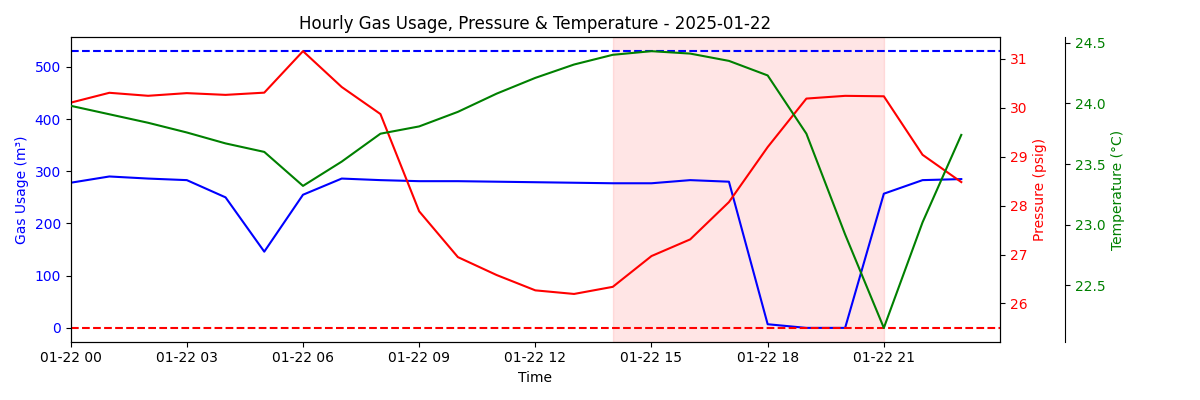 Hourly Gas Usage, Pressure & Temperature - 2025-01-22
Gas Usage (m³)
500
400
300
200
100
0
31
30
29
28
27
26
Pressure (psig)
24.5
24.0
23.5
23.0
22.5
Temperature (°C)
01-22 00 01-22 03 01-22 06 01-22 09 01-22 12 01-22 15 01-22 18 01-22 21
Time